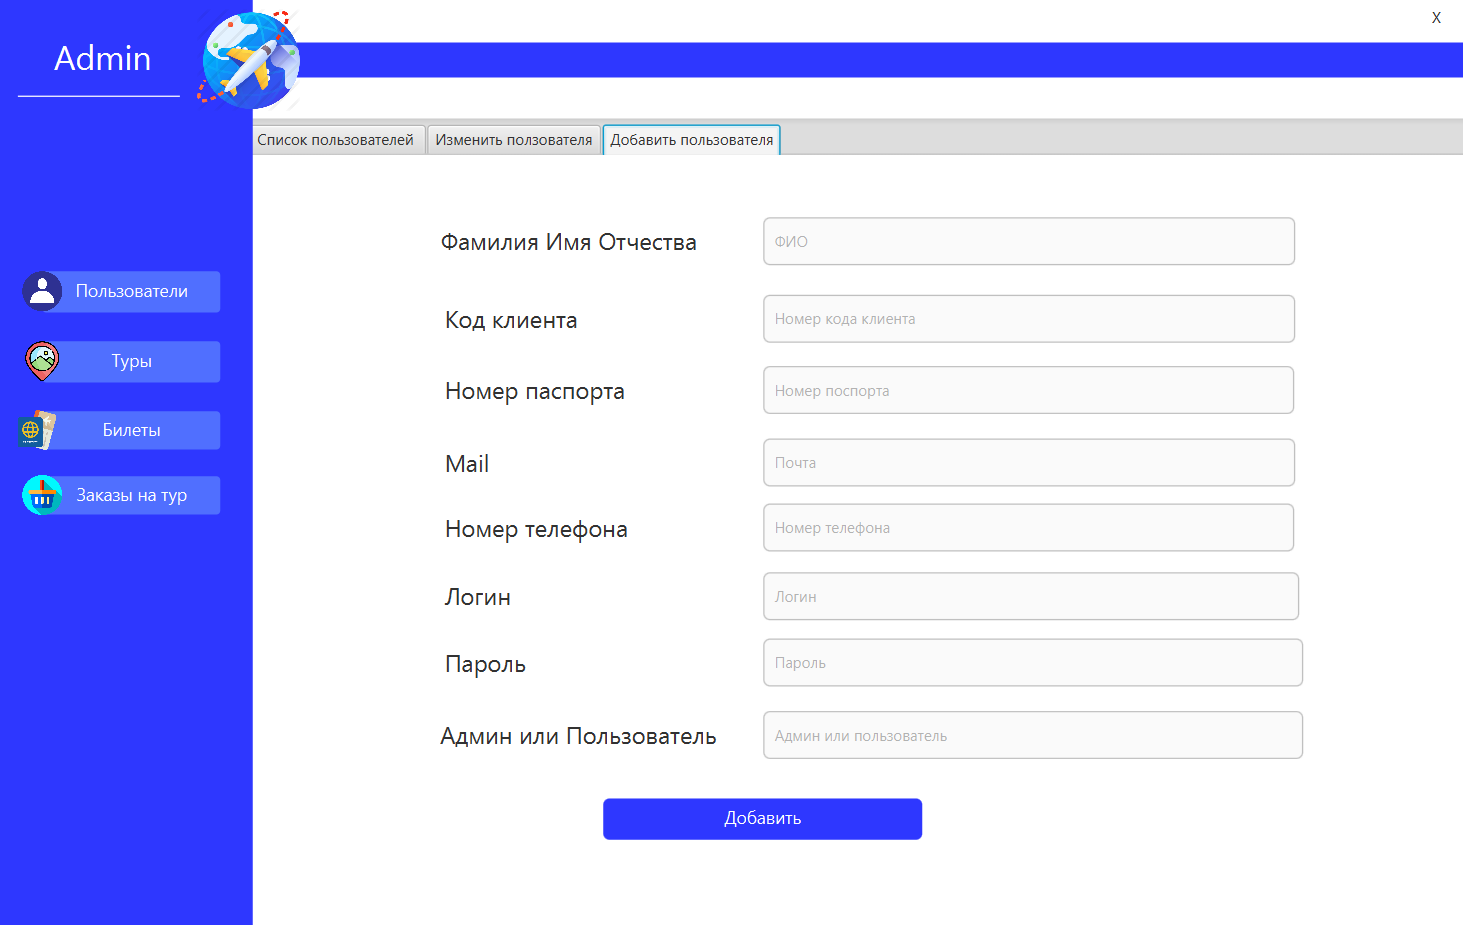 X
Admin
Список пользователей
Изменить ползователя
Добавить пользователя
Пользователи
Туры
Билеты
Заказы на тур
Фамилия Имя Отчества
ФИО
Код клиента
Номер кода клиента
Номер паспорта
Номер поспорта
Mail
Почта
Номер телефона
Номер телефона
Логин
Логин
Пароль
Пароль
Админ или Пользователь
Админ или пользователь
Добавить